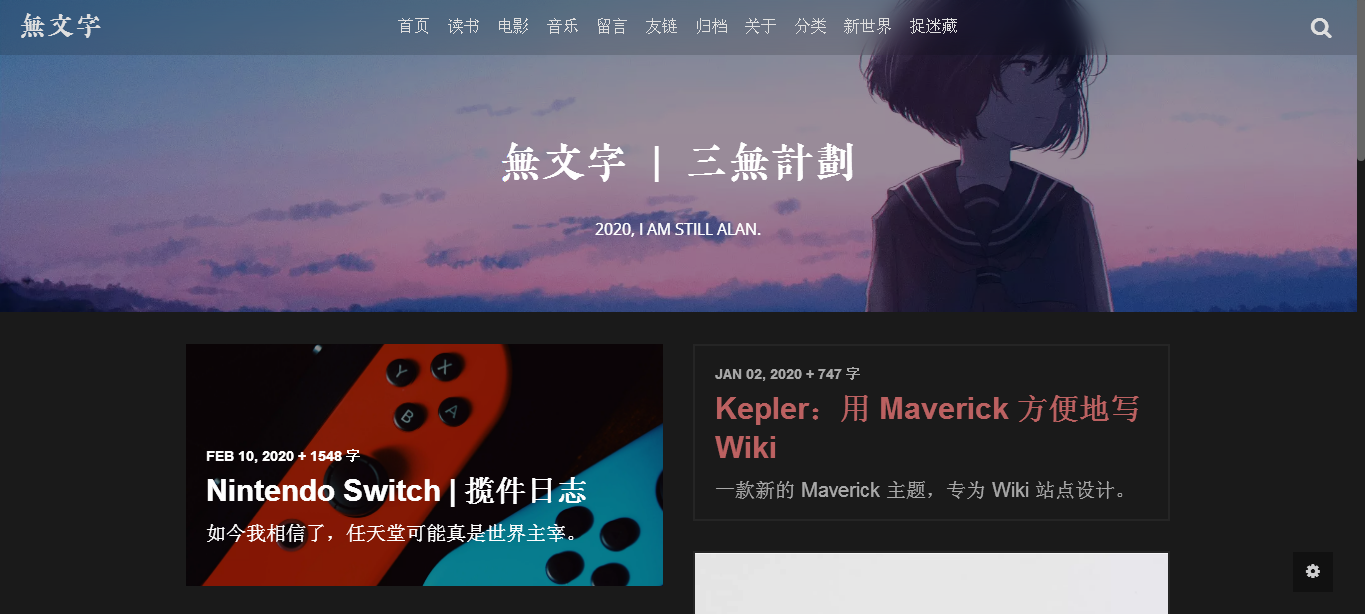 無文字
首页 读书 电影 音乐 留言 友链 归档 关于 分类 新世界 捉迷藏
無文字 | 三無計劃
2020, I AM STILL ALAN.
Y X
B A
FEB 10, 2020 + 1548 字
Nintendo Switch | 揽件日志
如今我相信了，任天堂可能真是世界主宰。
JAN 02, 2020 + 747 字
Kepler：用 Maverick 方便地写
Wiki
一款新的 Maverick 主题，专为 Wiki 站点设计。